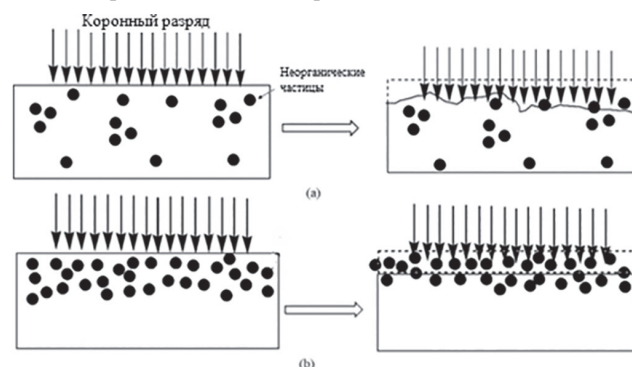 Коронный разряд
Неорганические
частицы
(a)
(b)